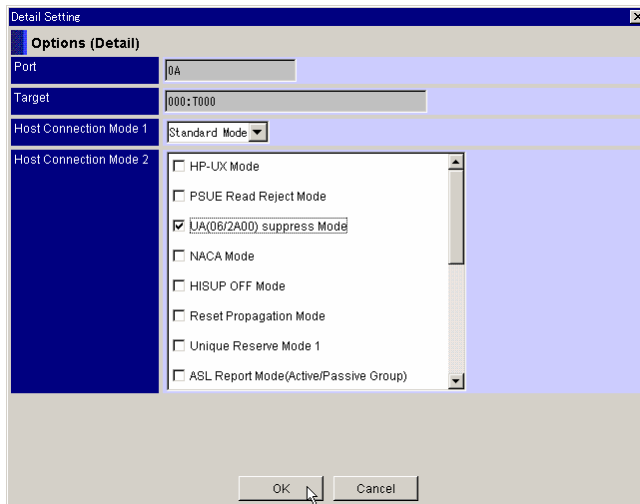 Detail Setting
Options (Detail)
Port
0A
Target
000:T000
Host Connection Mode 1
Standard Mode
Host Connection Mode 2
HP-UX Mode
PSUE Read Reject Mode
UA(06/2A00) suppress Mode
NACA Mode
HISUP OFF Mode
Reset Propagation Mode
Unique Reserve Mode 1
ASL Report Mode(Active/Passive Group)
OK
Cancel